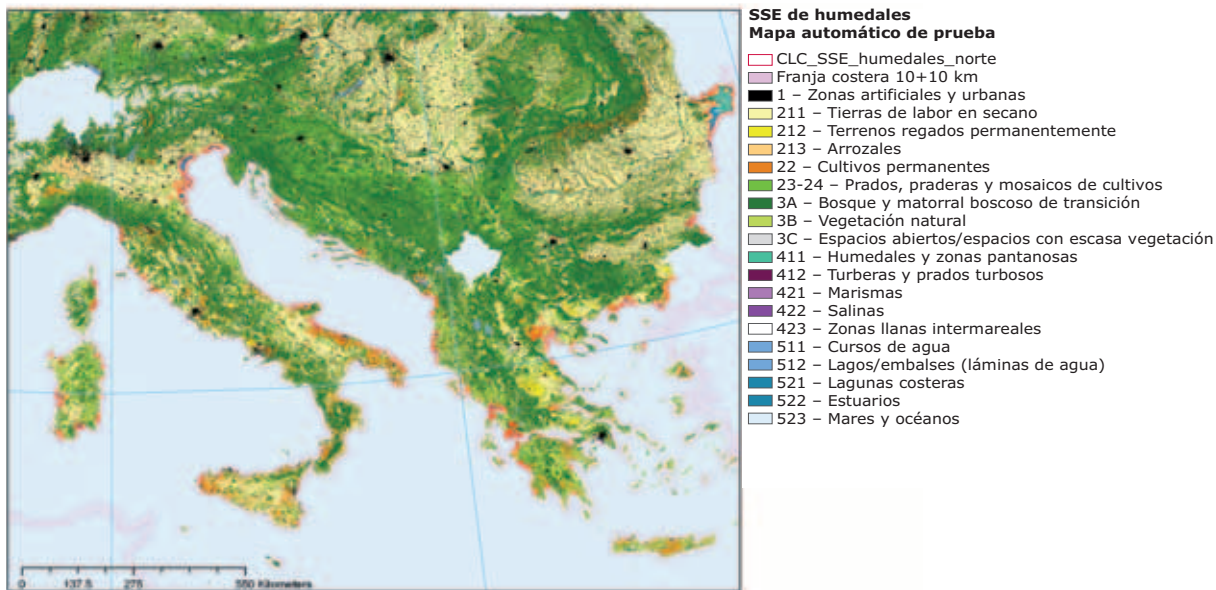 SSE de humedales
Mapa automático de prueba
CLC_SSE_humedales_norte
Franja costera 10+10 km
1 – Zonas artificiales y urbanas
211 – Tierras de labor en secano
212 – Terrenos regados permanentemente
213 – Arrozales
22 – Cultivos permanentes
23-24 – Prados, praderas y mosaicos de cultivos
3A – Bosque y matorral boscoso de transición
3B – Vegetación natural
3C – Espacios abiertos/espacios con escasa vegetación
411 – Humedales y zonas pantanosas
412 – Turberas y prados turbosos
421 – Marismas
422 – Salinas
423 – Zonas llanas intermareales
511 – Cursos de agua
512 – Lagos/embalses (láminas de agua)
521 – Lagunas costeras
522 – Estuarios
523 – Mares y océanos
0 137.5 275 550 Kilometers